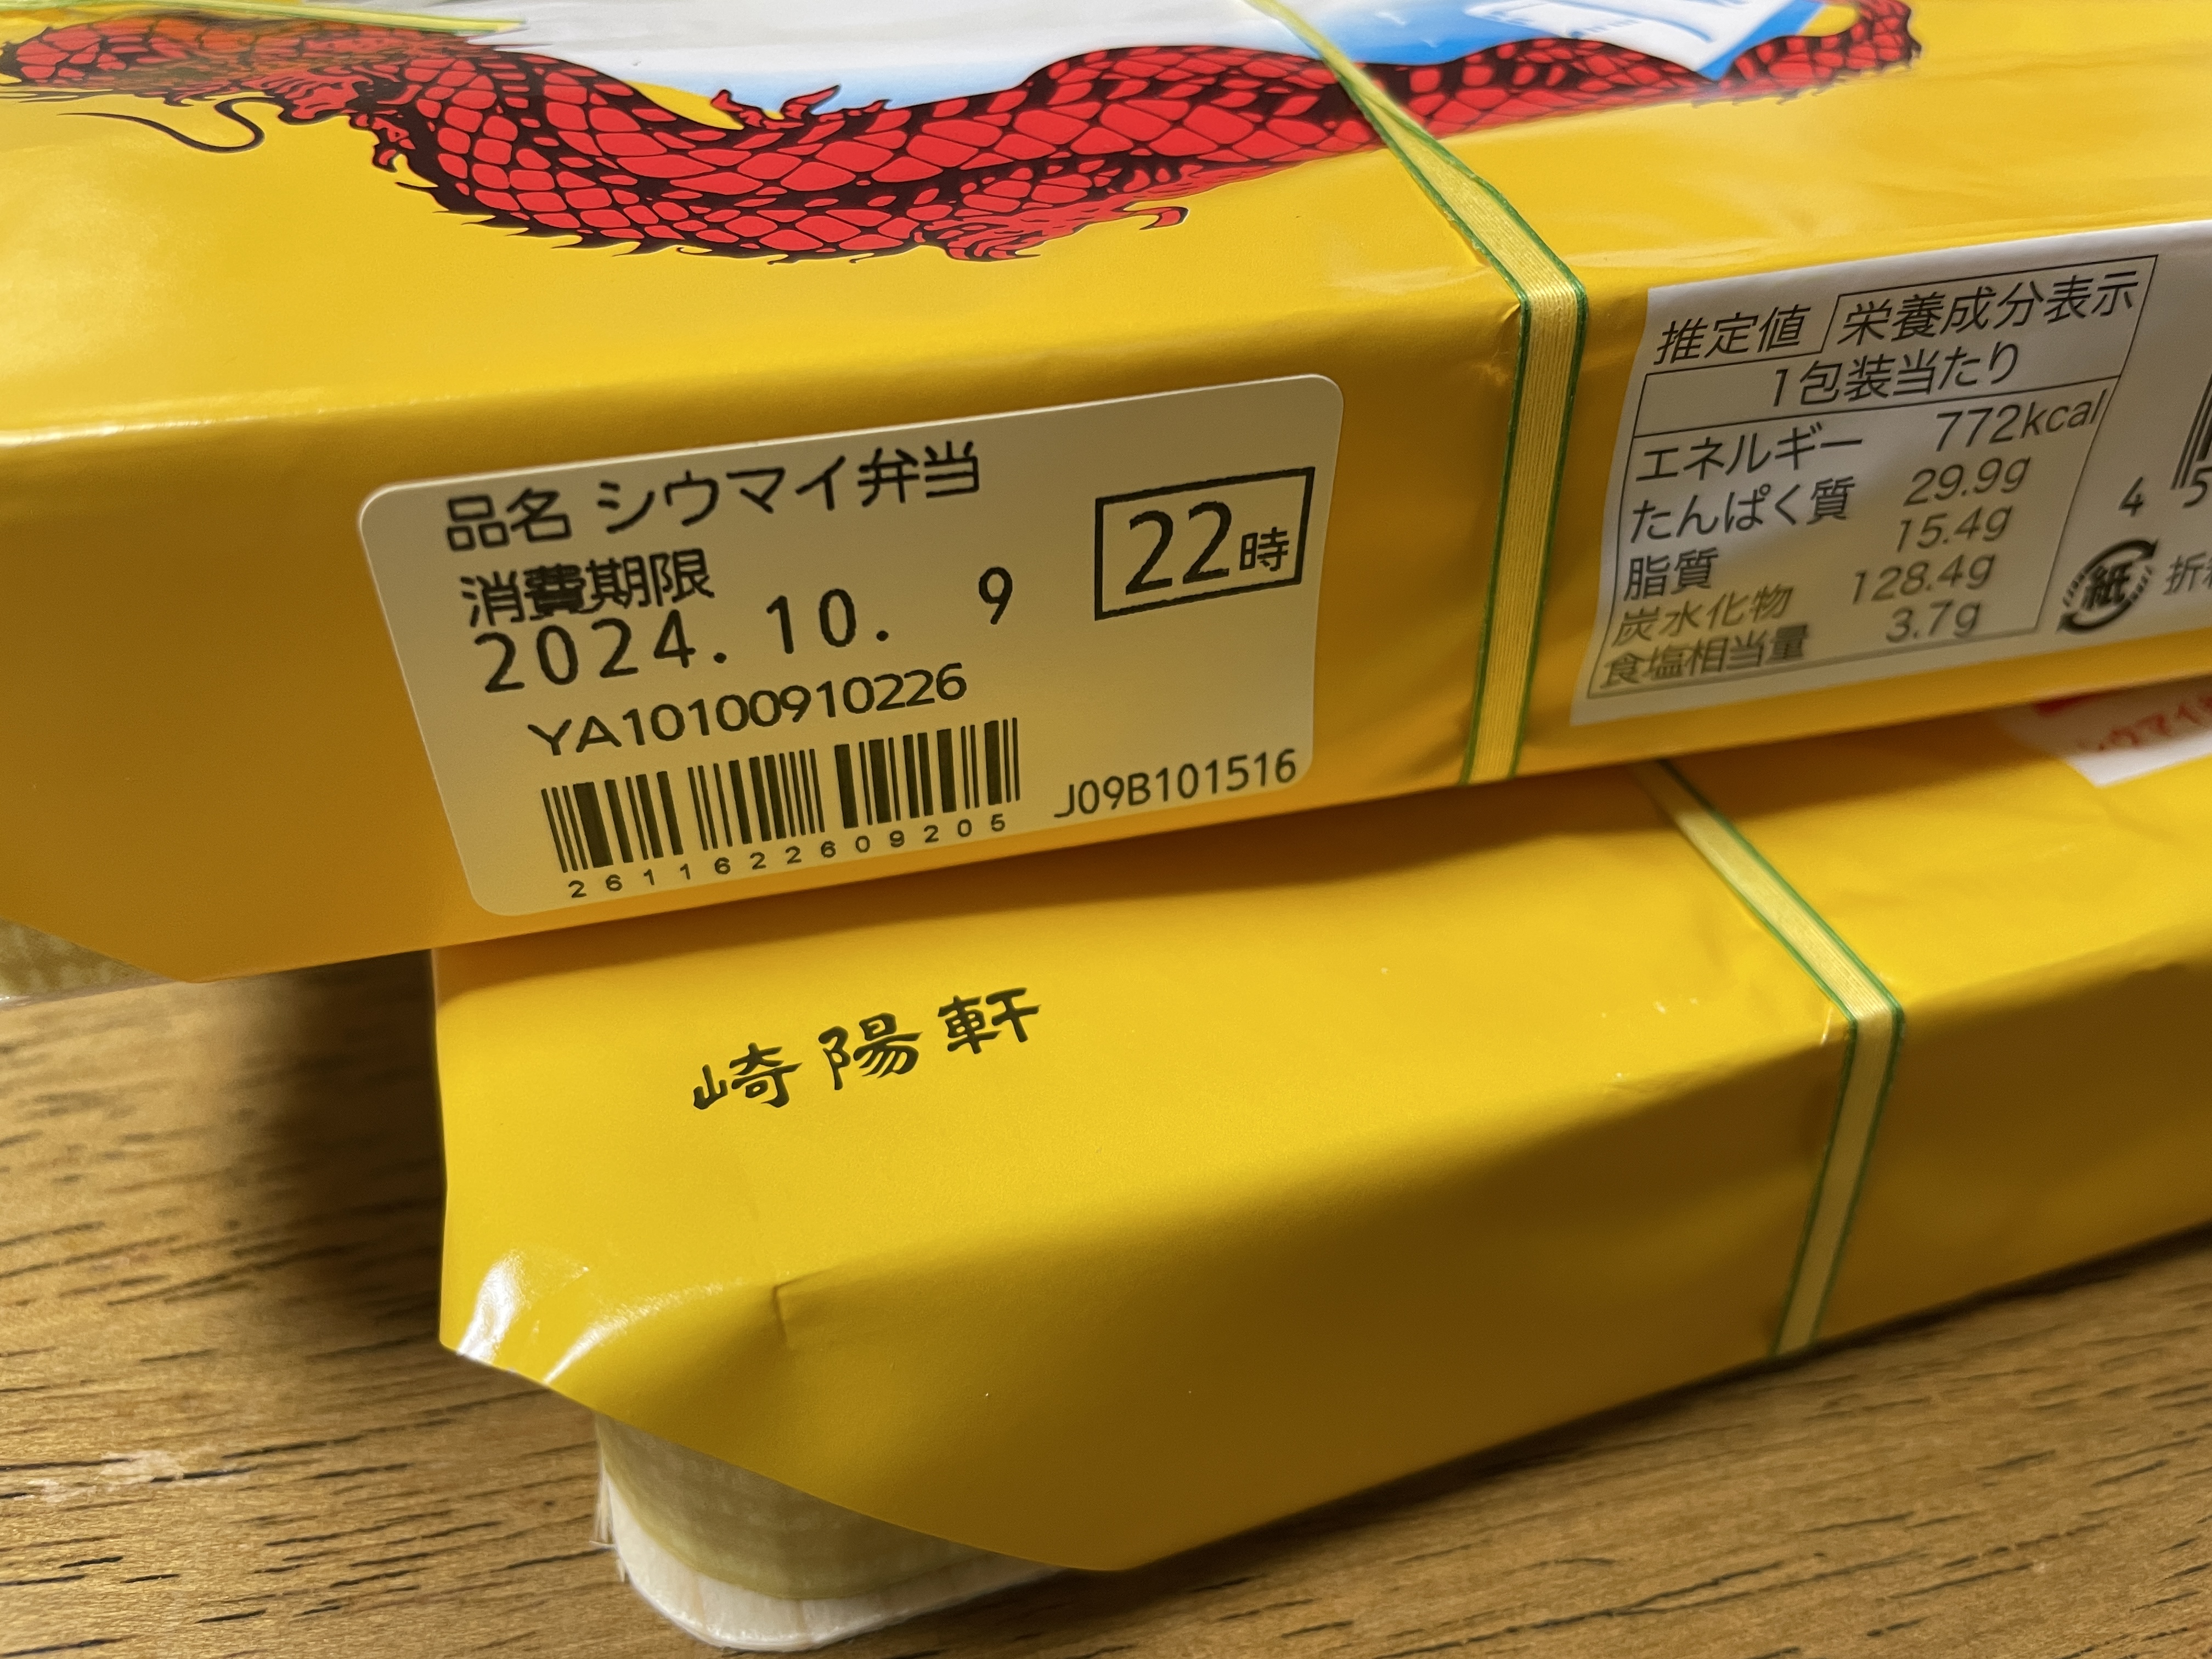 品名 シウマイ弁当
消費期限
2024.10. 9
22時
YA10100910226
2611622609205
J09B101516
推定値 栄養成分表示
1包装当たり
エネルギー 772kcal
たんぱく質 29.9g
脂質 15.4g
炭水化物 128.4g
食塩相当量 3.7g
4 5
紙 折
崎陽軒